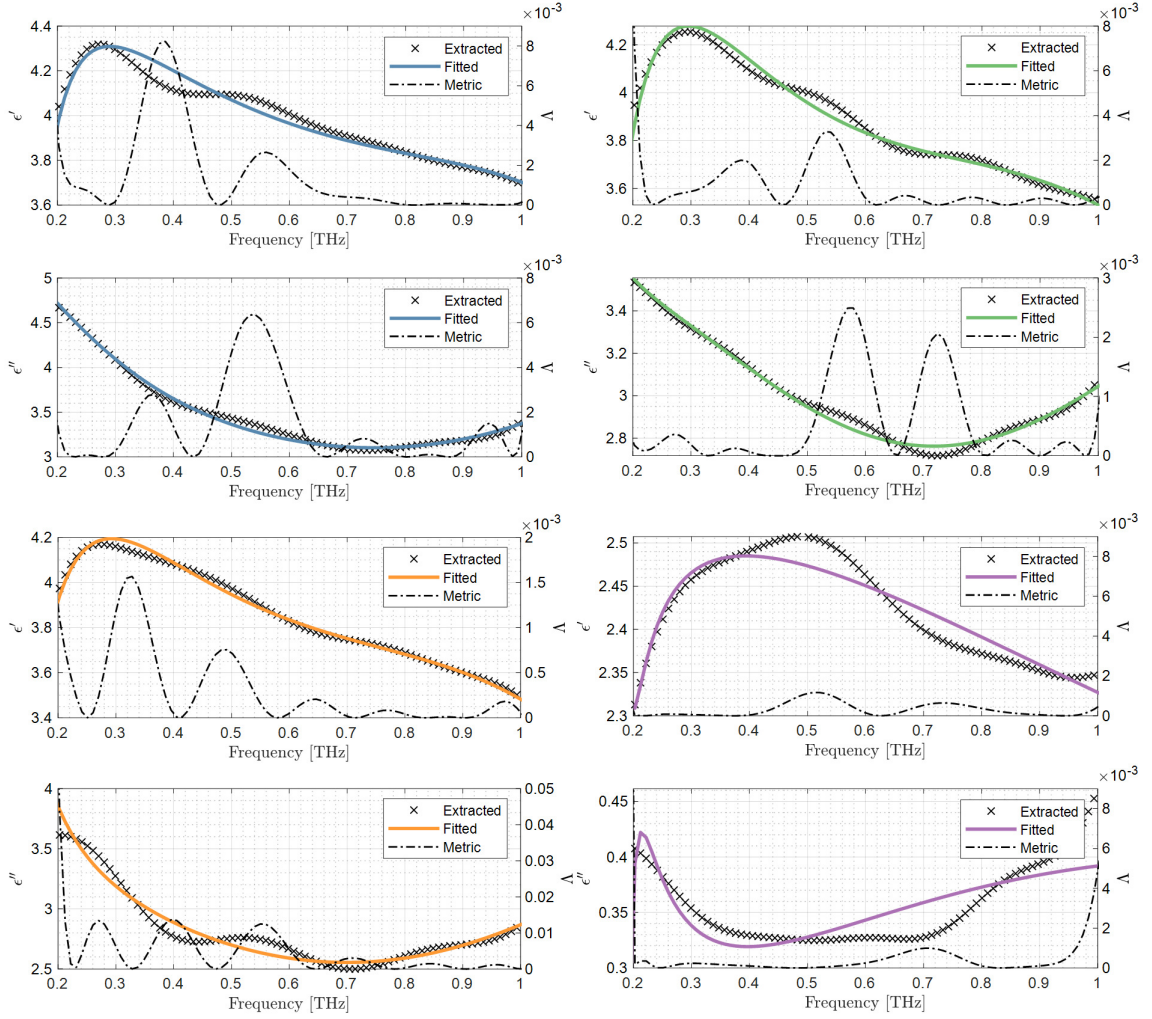 ×10⁻³
4.4
4.2
4
3.8
3.6
8
6
4
2
0
ϵ′
Λ
Extracted
Fitted
Metric
0.2 0.3 0.4 0.5 0.6 0.7 0.8 0.9 1
Frequency [THz]
×10⁻³
4.2
4
3.8
3.6
8
6
4
2
0
ϵ′
Λ
Extracted
Fitted
Metric
0.2 0.3 0.4 0.5 0.6 0.7 0.8 0.9 1
Frequency [THz]
×10⁻³
5
4.5
4
3.5
3
8
6
4
2
0
ϵ″
Λ
Extracted
Fitted
Metric
0.2 0.3 0.4 0.5 0.6 0.7 0.8 0.9 1
Frequency [THz]
×10⁻³
3.4
3.2
3
2.8
3
2
1
0
ϵ″
Λ
Extracted
Fitted
Metric
0.2 0.3 0.4 0.5 0.6 0.7 0.8 0.9 1
Frequency [THz]
×10⁻³
4.2
4
3.8
3.6
3.4
2
1.5
1
0.5
0
ϵ′
Λ
Extracted
Fitted
Metric
0.2 0.3 0.4 0.5 0.6 0.7 0.8 0.9 1
Frequency [THz]
×10⁻³
2.5
2.45
2.4
2.35
2.3
8
6
4
2
0
ϵ′
Λ
Extracted
Fitted
Metric
0.2 0.3 0.4 0.5 0.6 0.7 0.8 0.9 1
Frequency [THz]
4
3.5
3
2.5
0.05
0.04
0.03
0.02
0.01
0
ϵ″
Λ
Extracted
Fitted
Metric
0.2 0.3 0.4 0.5 0.6 0.7 0.8 0.9 1
Frequency [THz]
×10⁻³
0.45
0.4
0.35
0.3
8
6
4
2
0
ϵ″
Λ
Extracted
Fitted
Metric
0.2 0.3 0.4 0.5 0.6 0.7 0.8 0.9 1
Frequency [THz]